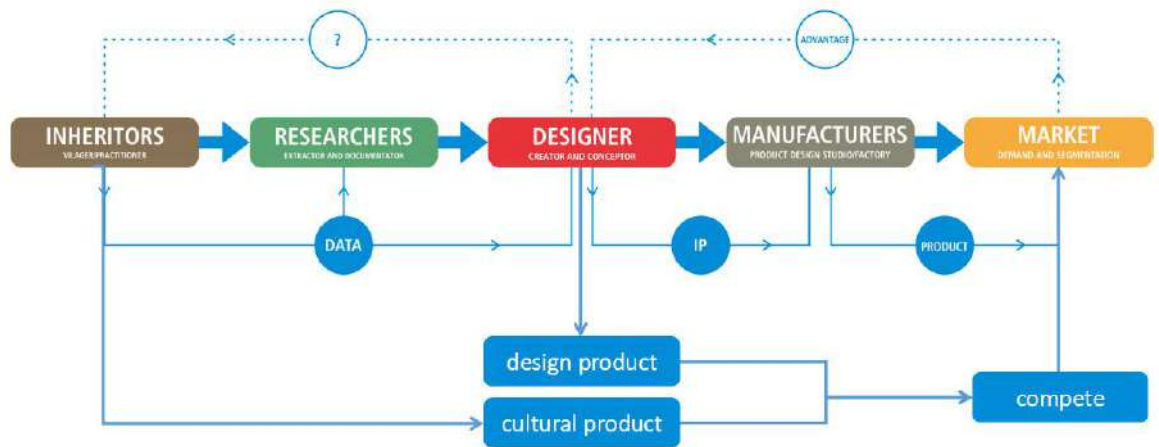 ?
ADVANTAGE
INHERITORS
VILAGER/PRACTITIONER
RESEARCHERS
EXTRACTOR AND DOCUMENTATOR
DESIGNER
CREATOR AND CONCEPTOR
MANUFACTURERS
PRODUCT DESIGN STUDIO/FACTORY
MARKET
DEMAND AND SEGMENTATION
DATA
IP
PRODUCT
design product
cultural product
compete